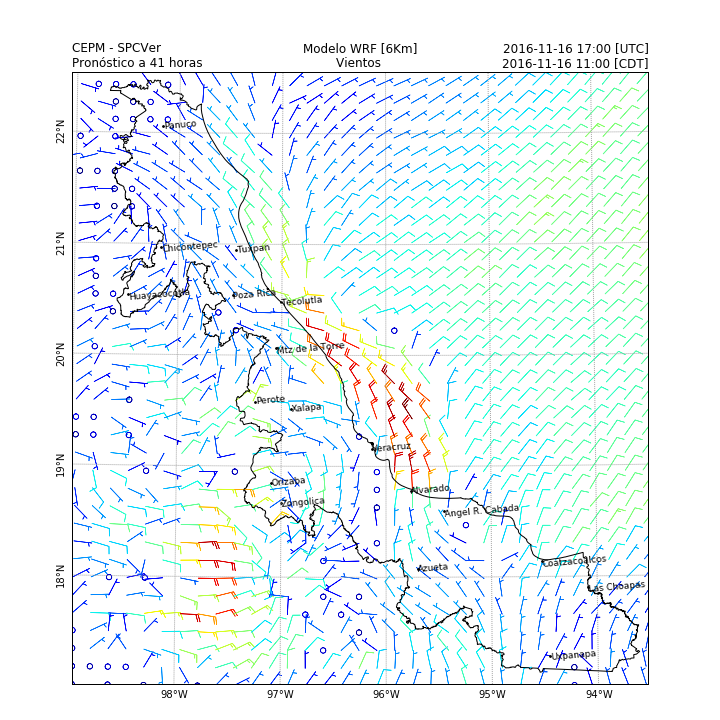 CEPM - SPCVer Modelo WRF [6Km] 2016-11-16 17:00 [UTC]
Pronóstico a 41 horas Vientos 2016-11-16 11:00 [CDT]
22°N
Panuco
21°N
Chicontepec
Tuxpan
Huayacocotla
Poza Rica
Tecolutla
20°N
Mtz de la Torre
Perote
Xalapa
19°N
Veracruz
Orizaba
Alvarado
Zongolica
Angel R. Cabada
18°N
Azueta
Coatzacoalcos
Las Choapas
Uxpanapa
98°W 97°W 96°W 95°W 94°W